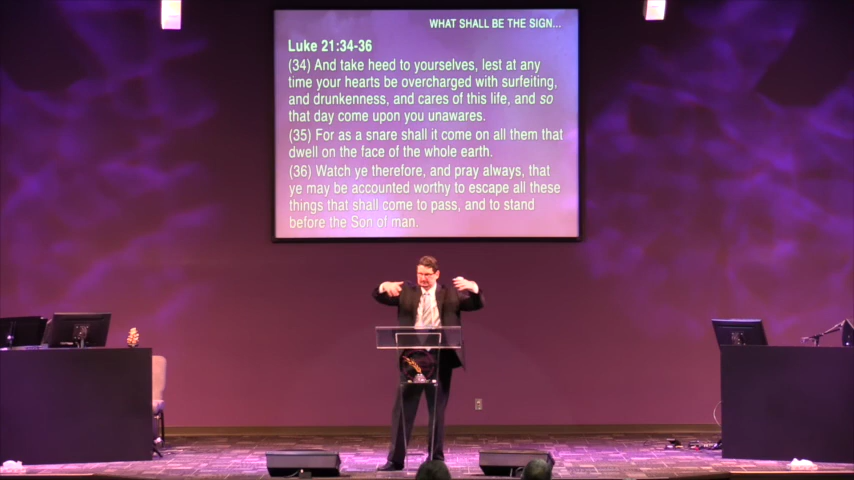 WHAT SHALL BE THE SIGN...
Luke 21:34-36
(34) And take heed to yourselves, lest at any
time your hearts be overcharged with surfeiting,
and drunkenness, and cares of this life, and so
that day come upon you unawares.
(35) For as a snare shall it come on all them that
dwell on the face of the whole earth.
(36) Watch ye therefore, and pray always, that
ye may be accounted worthy to escape all these
things that shall come to pass, and to stand
before the Son of man.